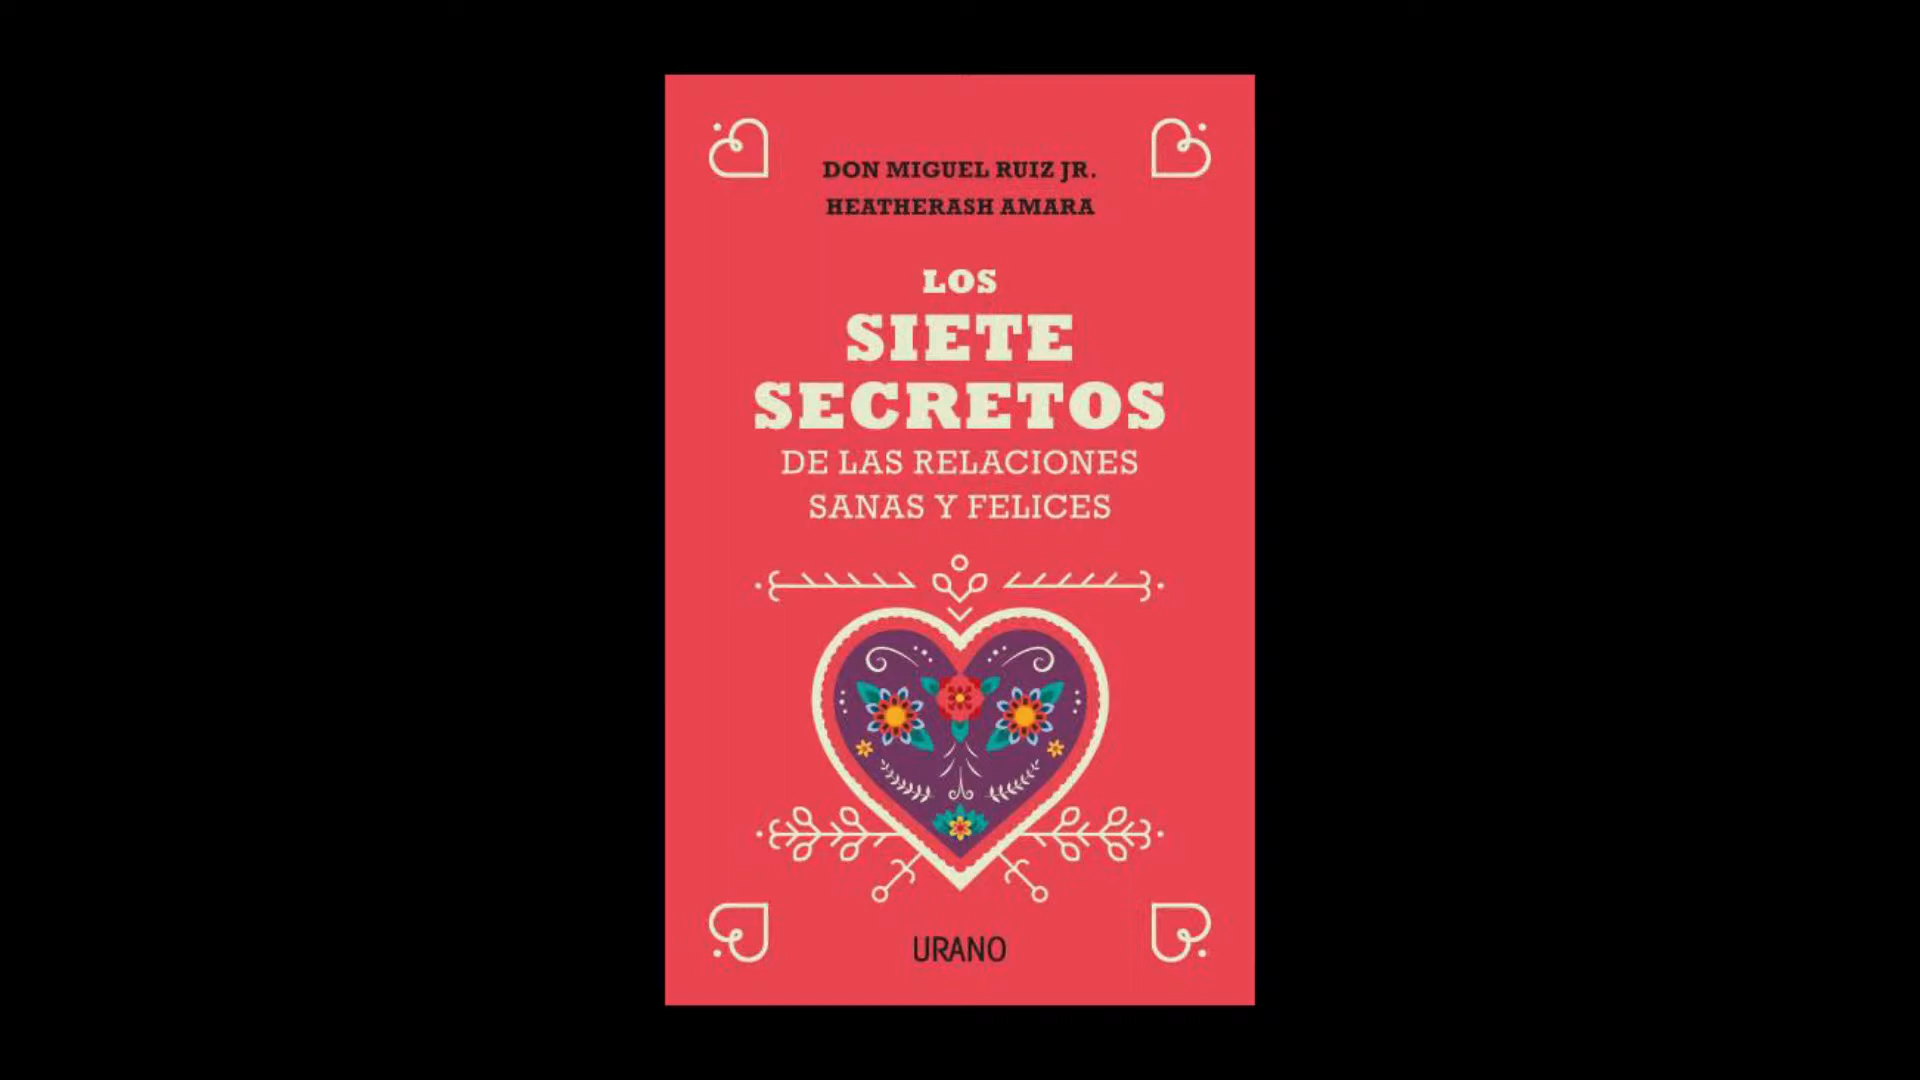 DON MIGUEL RUIZ JR.
HEATHERASH AMARA
LOS
SIETE
SECRETOS
DE LAS RELACIONES
SANAS Y FELICES
URANO